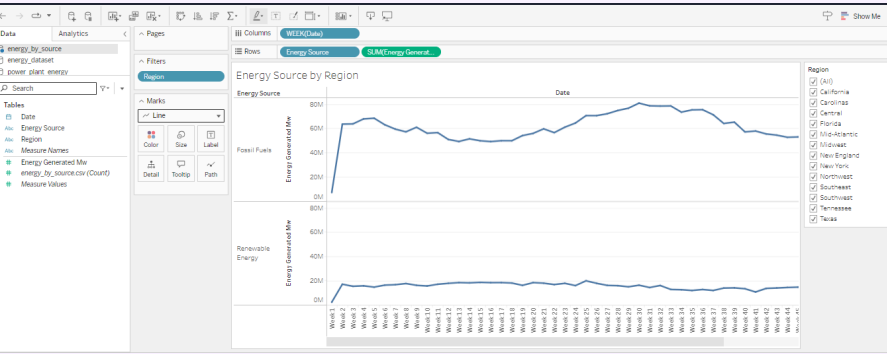 Show Me
Data
Analytics
Pages
Columns
WEEK(Date)
Rows
Energy Source
SUM(Energy Generat...
energy_by_source
energy_dataset
power_plant_energy
Search
Tables
Date
Abc Energy Source
Abc Region
Abc Measure Names
# Energy Generated Mw
# energy_by_source.csv (Count)
# Measure Values
Filters
Region
Marks
Line
Color
Size
Label
Detail
Tooltip
Path
Energy Source by Region
Energy Source
Date
Fossil Fuels
Energy Generated Mw
80M
60M
40M
20M
0M
Renewable
Energy
Energy Generated Mw
80M
60M
40M
20M
0M
Week 1
Week 2
Week 3
Week 4
Week 5
Week 6
Week 7
Week 8
Week 9
Week 10
Week 11
Week 12
Week 13
Week 14
Week 15
Week 16
Week 17
Week 18
Week 19
Week 20
Week 21
Week 22
Week 23
Week 24
Week 25
Week 26
Week 27
Week 28
Week 29
Week 30
Week 31
Week 32
Week 33
Week 34
Week 35
Week 36
Week 37
Week 38
Week 39
Week 40
Week 41
Week 42
Week 43
Week 44
Region
(All)
California
Carolinas
Central
Florida
Mid-Atlantic
Midwest
New England
New York
Northwest
Southeast
Southwest
Tennessee
Texas